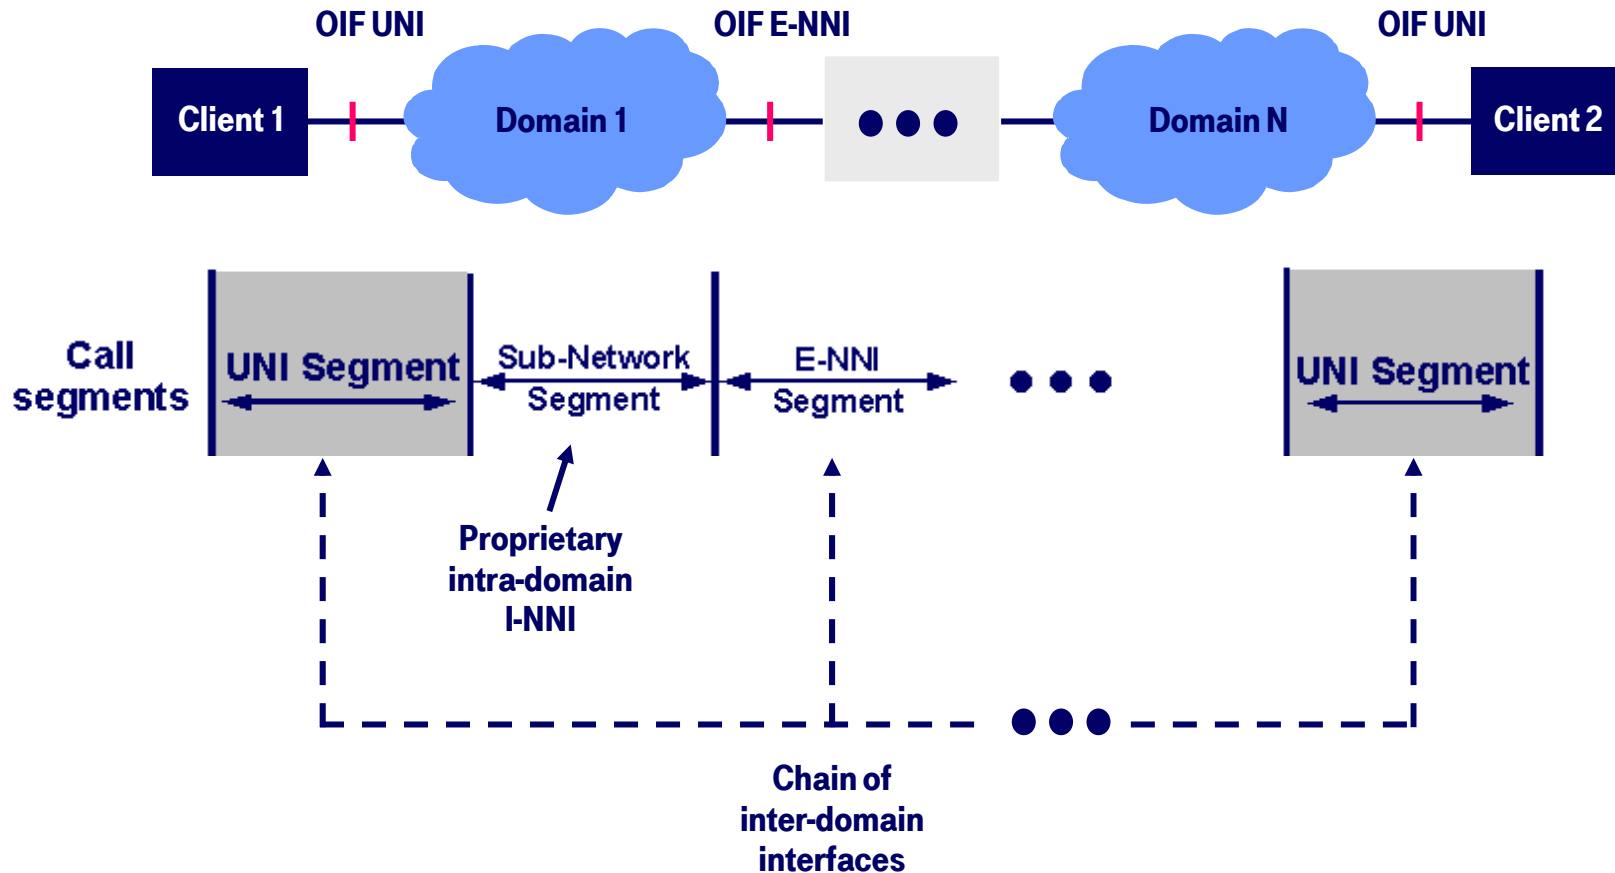 OIF UNI
OIF E-NNI
OIF UNI
Client 1
Domain 1
Domain N
Client 2
Call
segments
UNI Segment
Sub-Network
Segment
E-NNI
Segment
UNI Segment
Proprietary
intra-domain
I-NNI
Chain of
inter-domain
interfaces